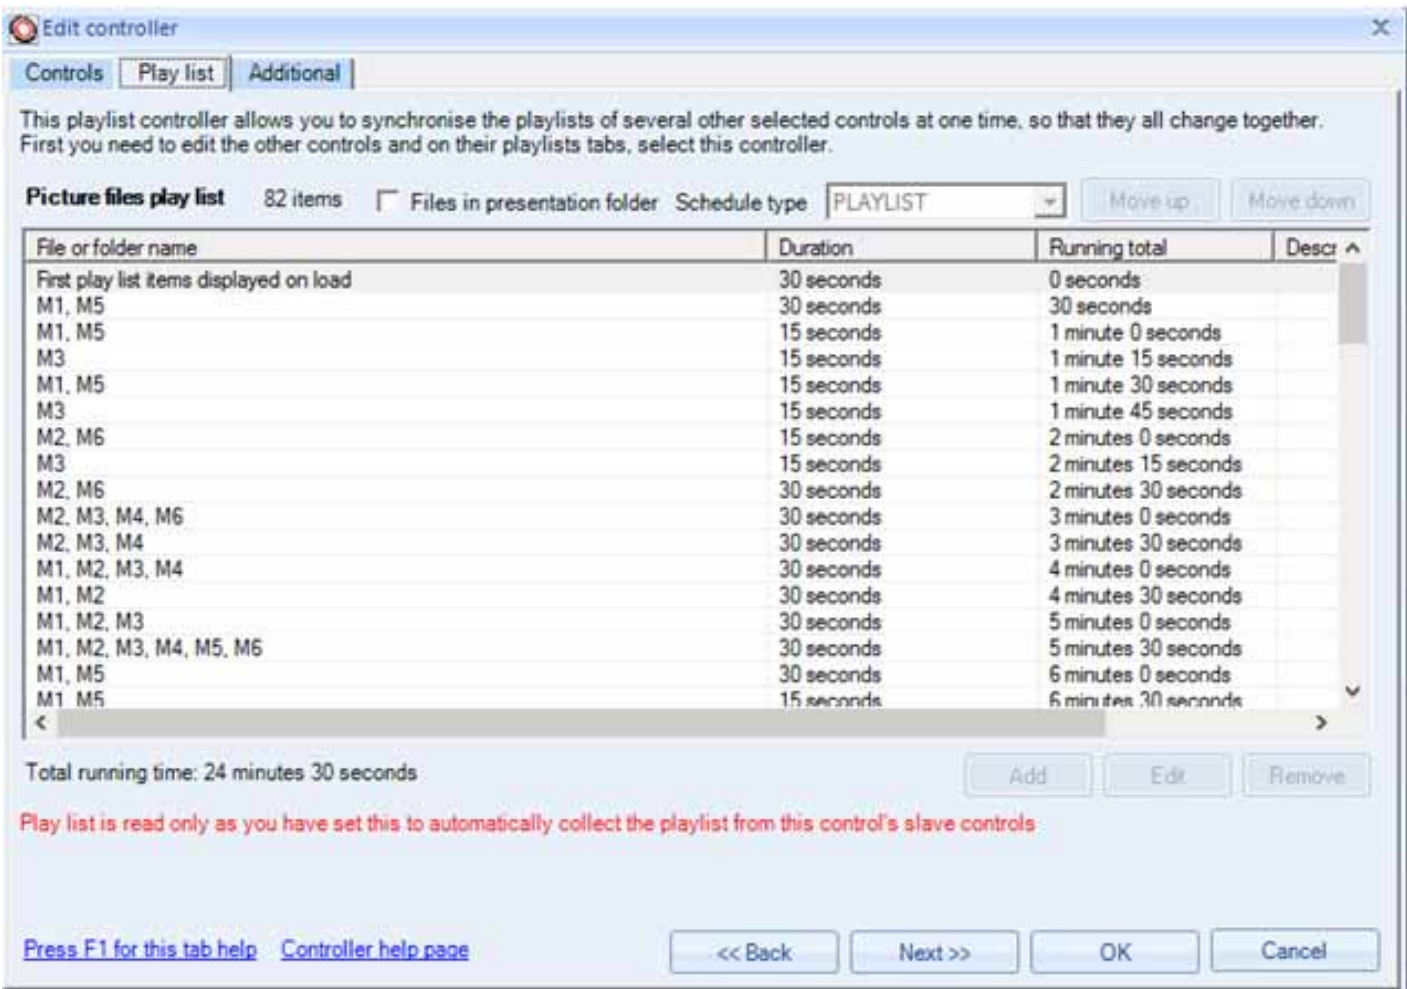 Edit controller
Controls Play list Additional
This playlist controller allows you to synchronise the playlists of several other selected controls at one time, so that they all change together.
First you need to edit the other controls and on their playlists tabs, select this controller.
Picture files play list 82 items Files in presentation folder Schedule type PLAYLIST Move up Move down
File or folder name Duration Running total Descr
First play list items displayed on load 30 seconds 0 seconds
M1, M5 30 seconds 30 seconds
M1, M5 15 seconds 1 minute 0 seconds
M3 15 seconds 1 minute 15 seconds
M1, M5 15 seconds 1 minute 30 seconds
M3 15 seconds 1 minute 45 seconds
M2, M6 15 seconds 2 minutes 0 seconds
M3 15 seconds 2 minutes 15 seconds
M2, M6 30 seconds 2 minutes 30 seconds
M2, M3, M4, M6 30 seconds 3 minutes 0 seconds
M2, M3, M4 30 seconds 3 minutes 30 seconds
M1, M2, M3, M4 30 seconds 4 minutes 0 seconds
M1, M2 30 seconds 4 minutes 30 seconds
M1, M2, M3 30 seconds 5 minutes 0 seconds
M1, M2, M3, M4, M5, M6 30 seconds 5 minutes 30 seconds
M1, M5 30 seconds 6 minutes 0 seconds
M1, M5 15 seconds 6 minutes 30 seconds
Total running time: 24 minutes 30 seconds Add Edit Remove
Play list is read only as you have set this to automatically collect the playlist from this control's slave controls
Press F1 for this tab help Controller help page << Back Next >> OK Cancel